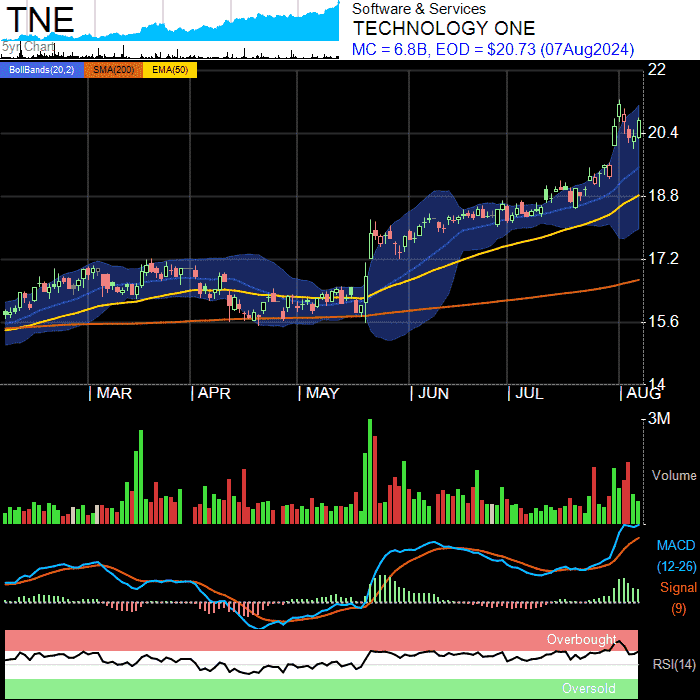 TNE
5yr Chart
Software & Services
TECHNOLOGY ONE
MC = 6.8B, EOD = $20.73 (07Aug2024)
BollBands(20,2) SMA(200) EMA(50)
22
20.4
18.8
17.2
15.6
14
MAR APR MAY JUN JUL AUG
3M
Volume
MACD
(12-26)
Signal
(9)
Overbought
RSI(14)
Oversold